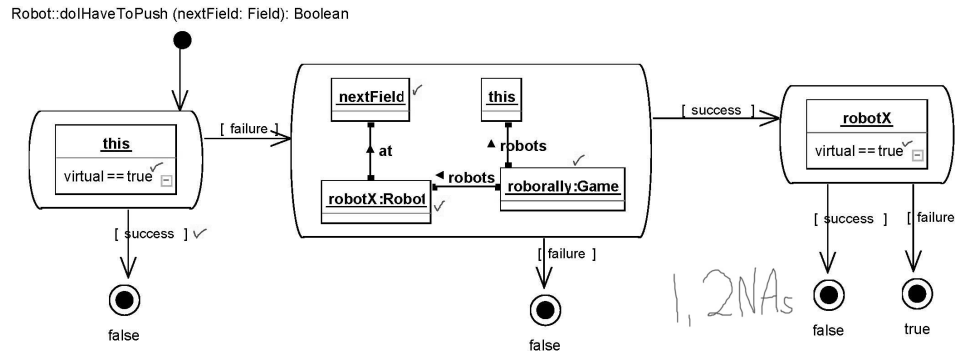 Robot::doIHaveToPush (nextField: Field): Boolean
this
virtual == true
[ success ]
false
[ failure ]
nextField
this
▲ at
▲ robots
◄ robots
robotX:Robot
roborally:Game
[ failure ]
false
[ success ]
robotX
virtual == true
[ success ]
[ failure
false
true
1, 2NAs